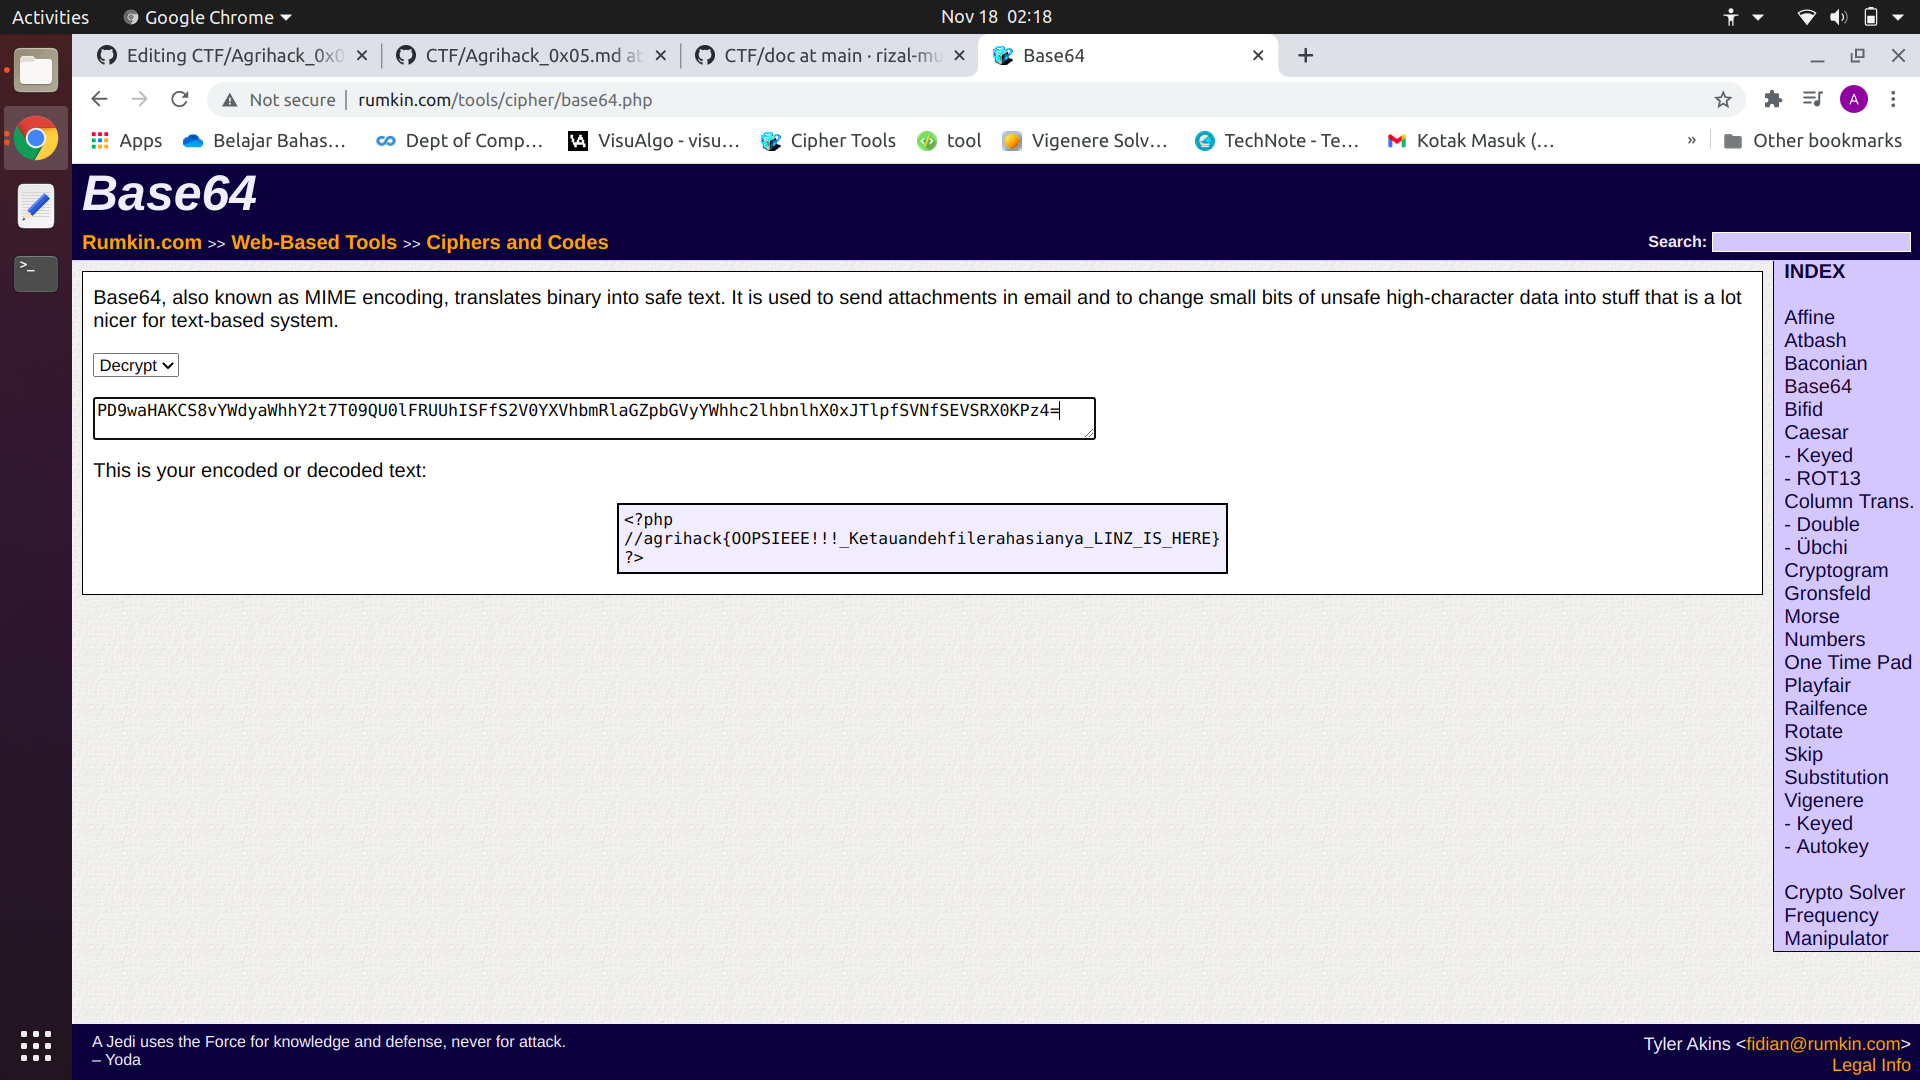 Activities
Google Chrome
Nov 18 02:18
Editing CTF/Agrihack_0x0
CTF/Agrihack_0x05.md at
CTF/doc at main · rizal-mu
Base64
Not secure
rumkin.com/tools/cipher/base64.php
A
Apps
Belajar Bahas…
Dept of Comp…
VisuAlgo - visu…
Cipher Tools
tool
Vigenere Solv…
TechNote - Te…
Kotak Masuk (…
»
Other bookmarks
Base64
Rumkin.com >> Web-Based Tools >> Ciphers and Codes
Search:
Base64, also known as MIME encoding, translates binary into safe text. It is used to send attachments in email and to change small bits of unsafe high-character data into stuff that is a lot
nicer for text-based system.
Decrypt
PD9waHAKCS8vYWdyaWhhY2t7T09QU0lFRUUhISFfS2V0YXVhbmRlaGZpbGVyYWhhc2lhbnlhX0xJTlpfSVNfSEVSRX0KPz4=
This is your encoded or decoded text:
<?php
//agrihack{OOPSIEEE!!!_Ketauandehfilerahasianya_LINZ_IS_HERE}
?>
INDEX
Affine
Atbash
Baconian
Base64
Bifid
Caesar
- Keyed
- ROT13
Column Trans.
- Double
- Übchi
Cryptogram
Gronsfeld
Morse
Numbers
One Time Pad
Playfair
Railfence
Rotate
Skip
Substitution
Vigenere
- Keyed
- Autokey
Crypto Solver
Frequency
Manipulator
A Jedi uses the Force for knowledge and defense, never for attack.
– Yoda
Tyler Akins <fidian@rumkin.com>
Legal Info